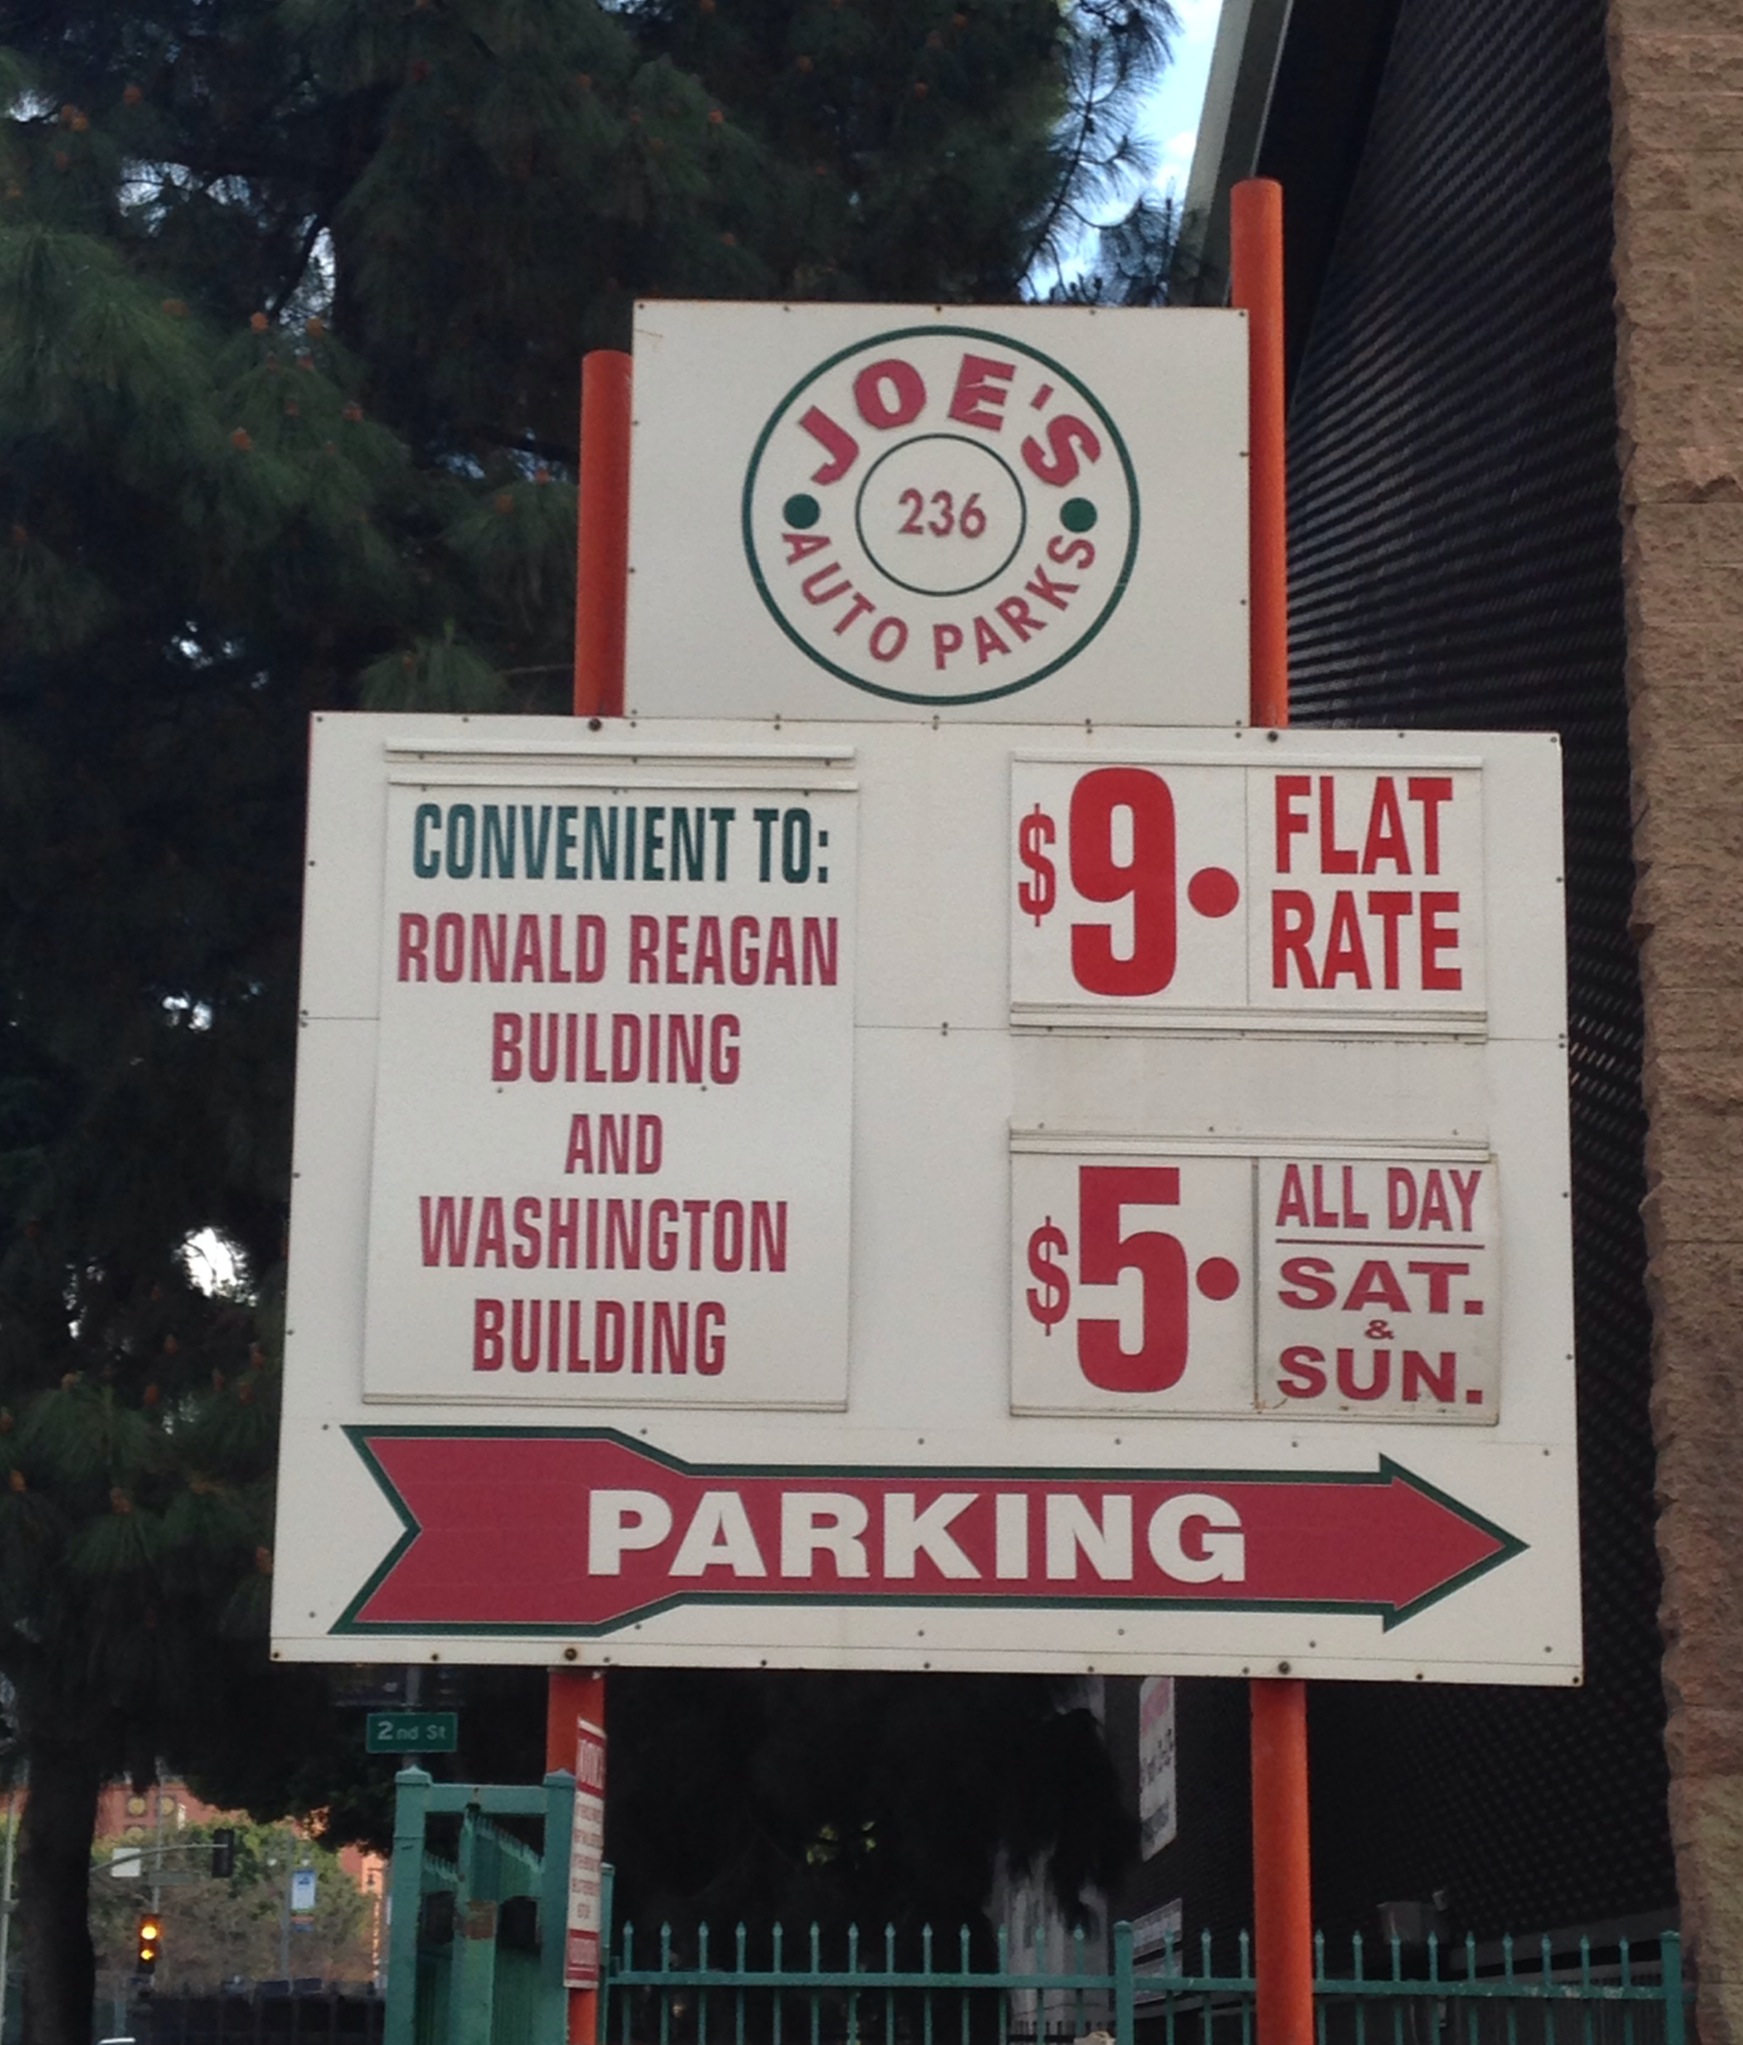 JOE'S
236
AUTO PARKS
CONVENIENT TO:
RONALD REAGAN
BUILDING
AND
WASHINGTON
BUILDING
$9.
FLAT
RATE
$5.
ALL DAY
SAT.
&
SUN.
PARKING
2nd St